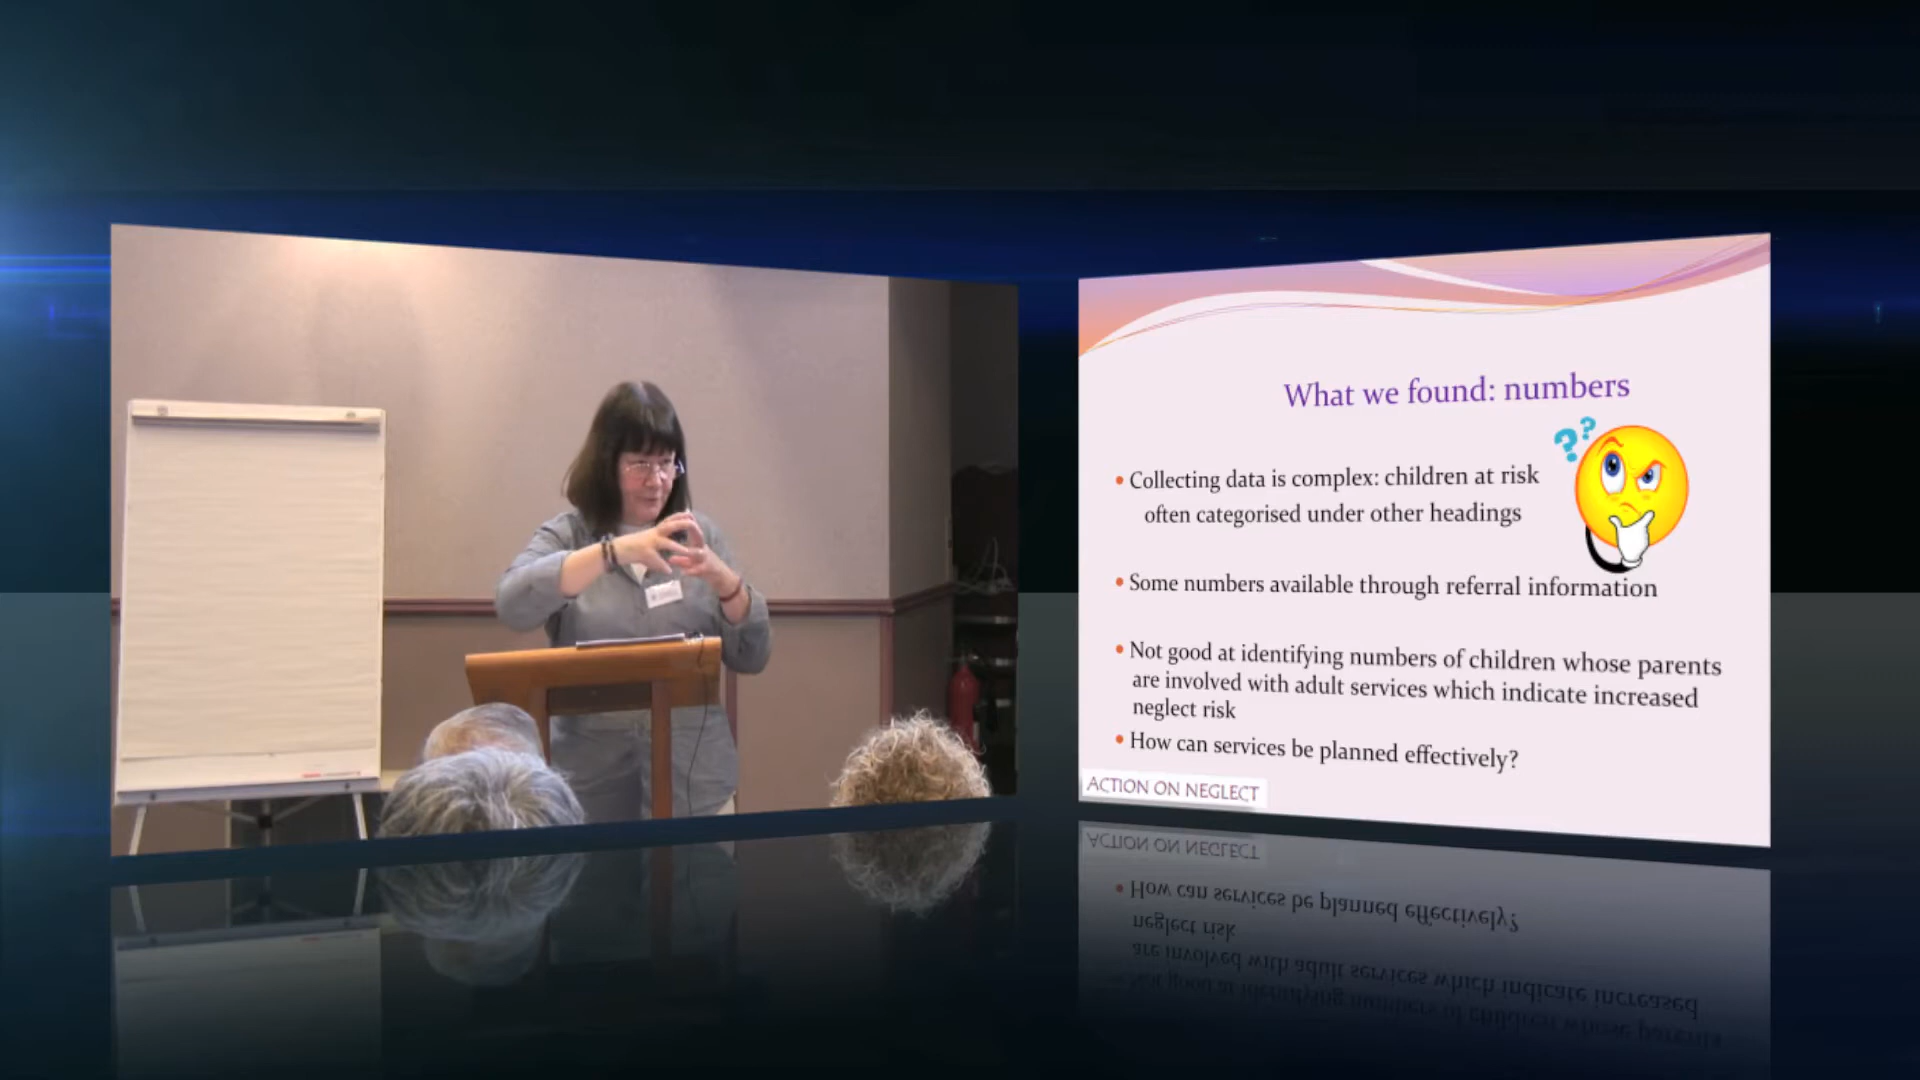 What we found: numbers
??
• Collecting data is complex: children at risk
often categorised under other headings
• Some numbers available through referral information
• Not good at identifying numbers of children whose parents
are involved with adult services which indicate increased
neglect risk
• How can services be planned effectively?
ACTION ON NEGLECT